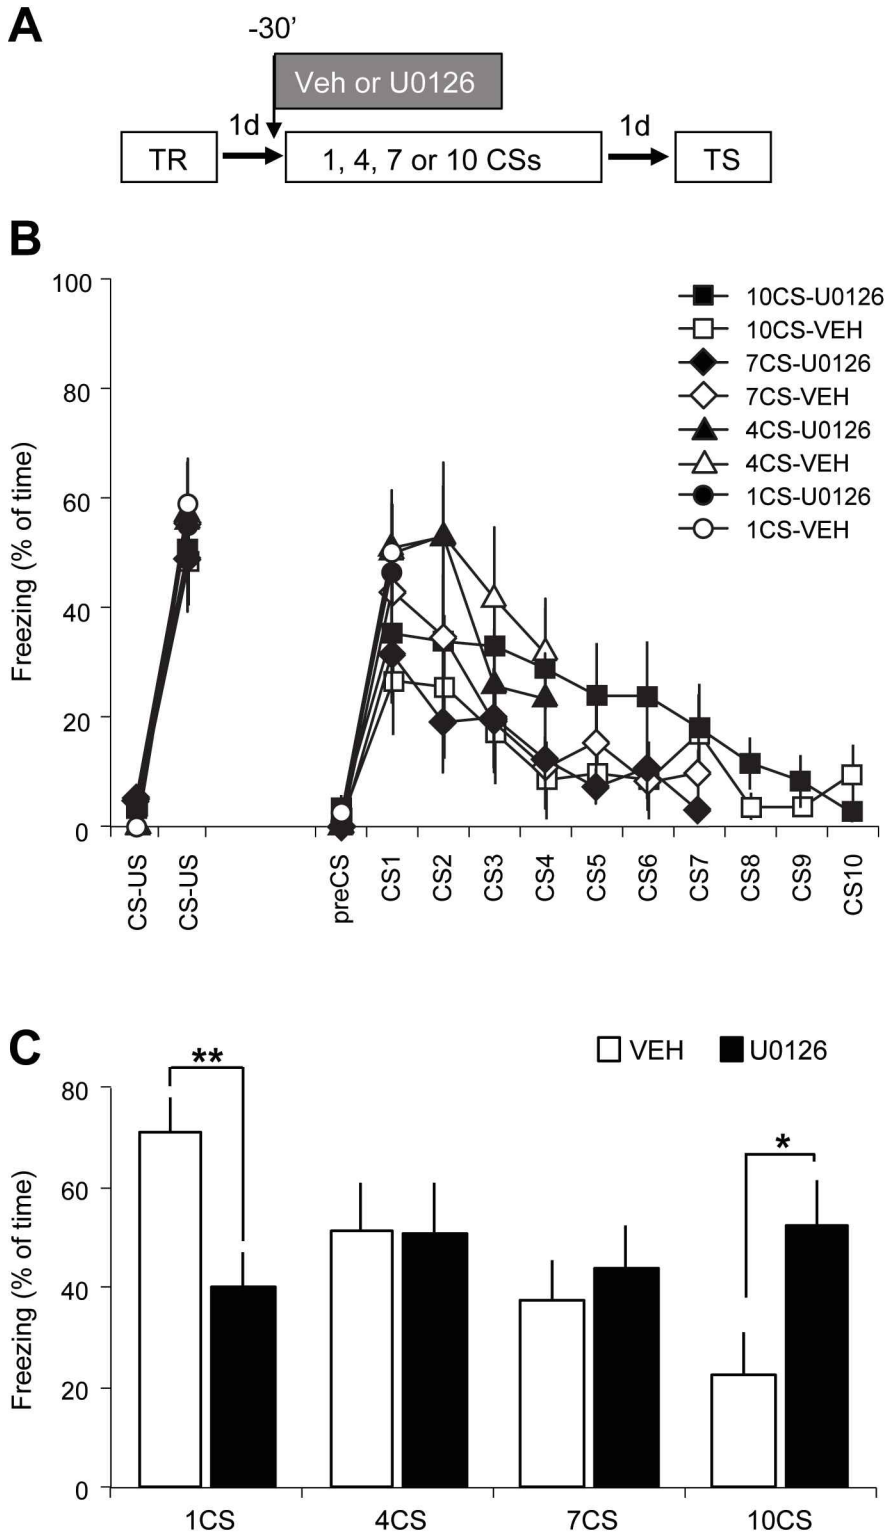 A
-30’
Veh or U0126
1d
1d
TR
1, 4, 7 or 10 CSs
TS
B
100
80
60
40
20
0
Freezing (% of time)
10CS-U0126
10CS-VEH
7CS-U0126
7CS-VEH
4CS-U0126
4CS-VEH
1CS-U0126
1CS-VEH
CS-US
CS-US
preCS
CS1
CS2
CS3
CS4
CS5
CS6
CS7
CS8
CS9
CS10
C
VEH
U0126
**
*
80
60
40
20
0
Freezing (% of time)
1CS
4CS
7CS
10CS